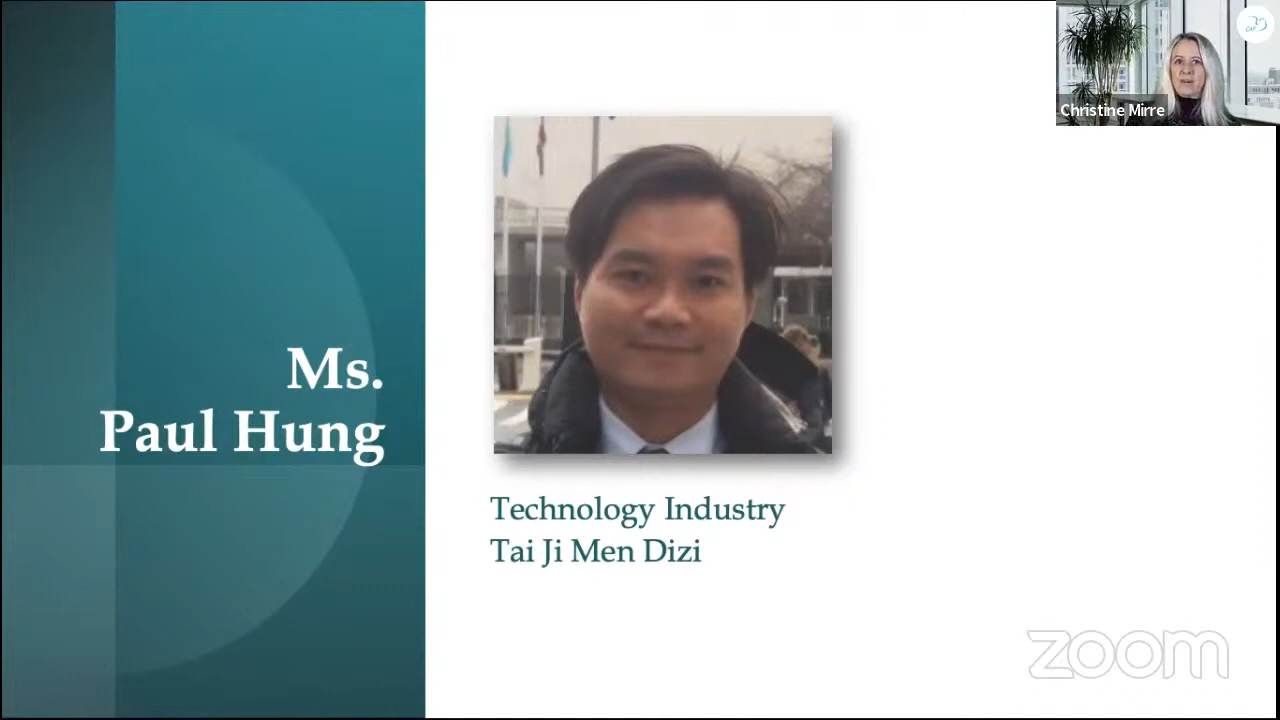 Ms.
Paul Hung
Christine Mirre
Technology Industry
Tai Ji Men Dizi
zoom